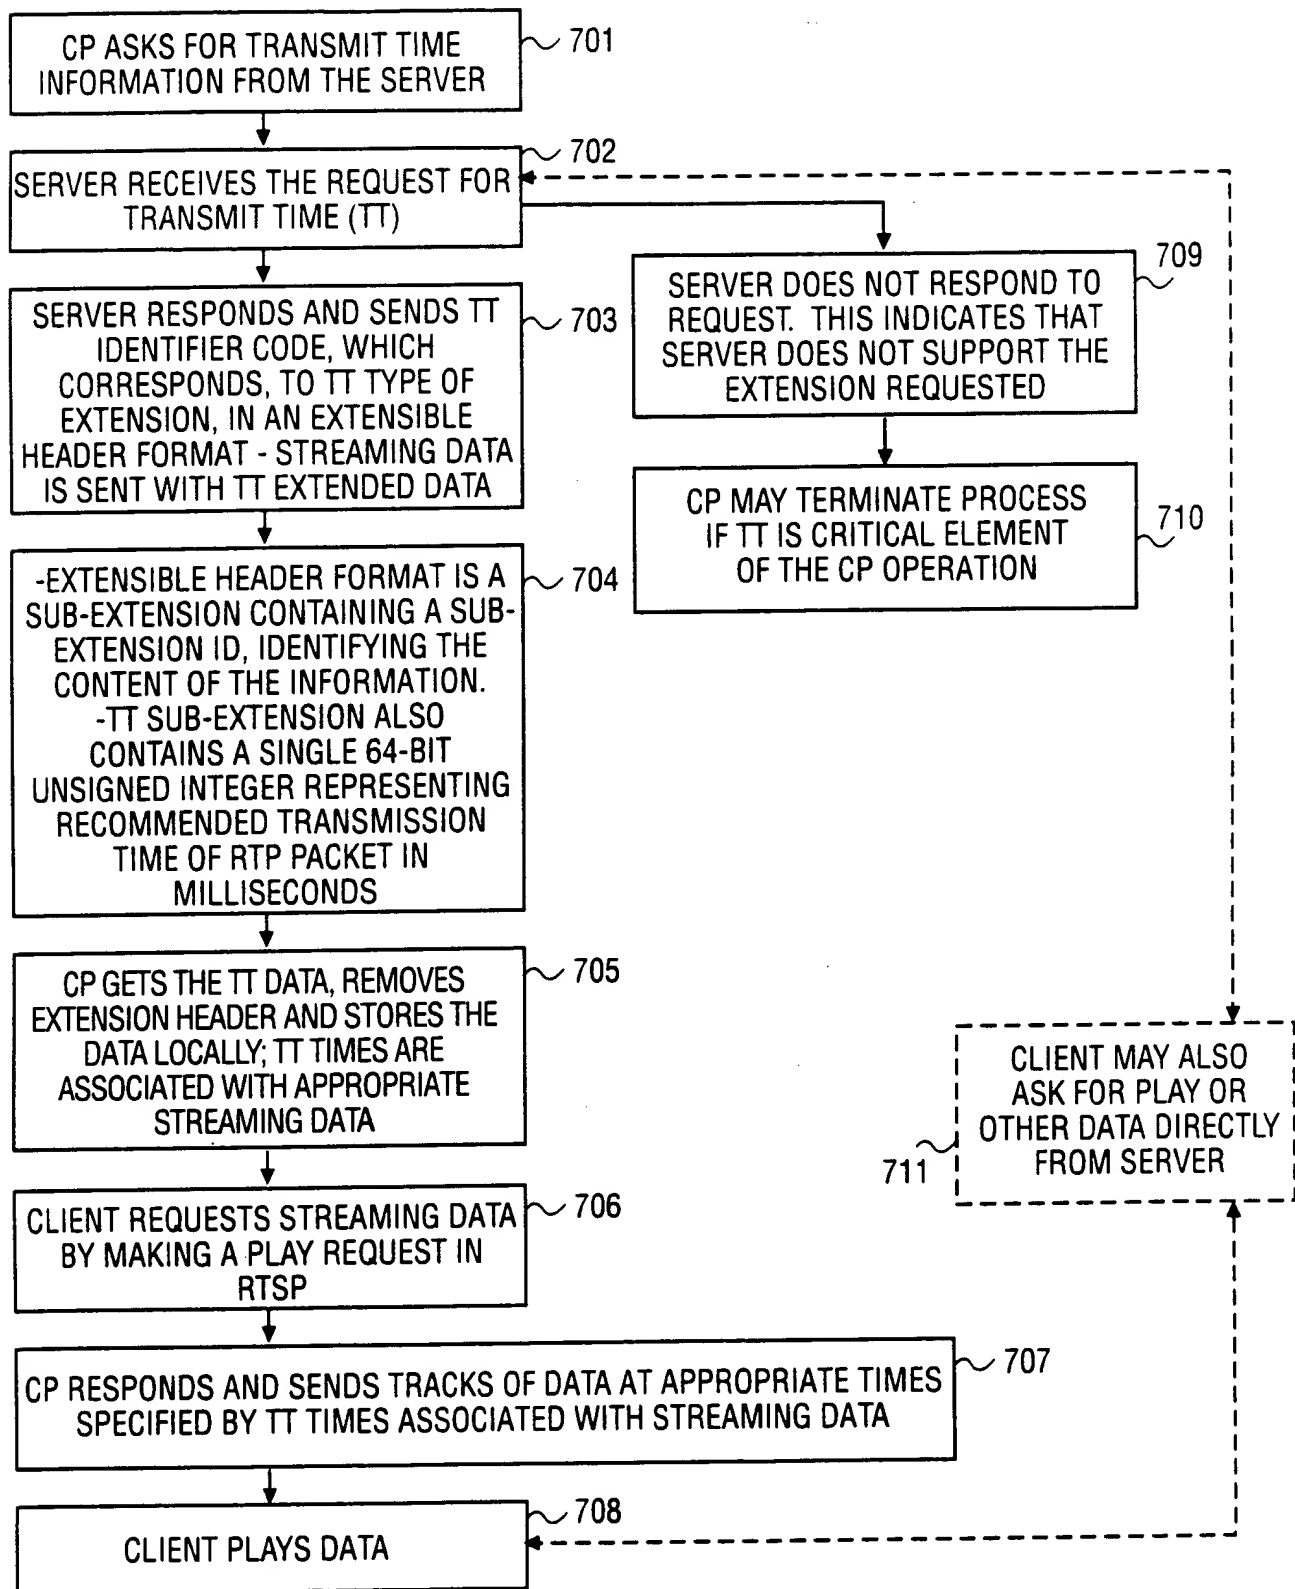 CP ASKS FOR TRANSMIT TIME
INFORMATION FROM THE SERVER
701
SERVER RECEIVES THE REQUEST FOR
TRANSMIT TIME (TT)
702
SERVER RESPONDS AND SENDS TT
IDENTIFIER CODE, WHICH
CORRESPONDS, TO TT TYPE OF
EXTENSION, IN AN EXTENSIBLE
HEADER FORMAT - STREAMING DATA
IS SENT WITH TT EXTENDED DATA
703
SERVER DOES NOT RESPOND TO
REQUEST. THIS INDICATES THAT
SERVER DOES NOT SUPPORT THE
EXTENSION REQUESTED
709
CP MAY TERMINATE PROCESS
IF TT IS CRITICAL ELEMENT
OF THE CP OPERATION
710
-EXTENSIBLE HEADER FORMAT IS A
SUB-EXTENSION CONTAINING A SUB-
EXTENSION ID, IDENTIFYING THE
CONTENT OF THE INFORMATION.
-TT SUB-EXTENSION ALSO
CONTAINS A SINGLE 64-BIT
UNSIGNED INTEGER REPRESENTING
RECOMMENDED TRANSMISSION
TIME OF RTP PACKET IN
MILLISECONDS
704
CP GETS THE TT DATA, REMOVES
EXTENSION HEADER AND STORES THE
DATA LOCALLY; TT TIMES ARE
ASSOCIATED WITH APPROPRIATE
STREAMING DATA
705
CLIENT MAY ALSO
ASK FOR PLAY OR
OTHER DATA DIRECTLY
FROM SERVER
711
CLIENT REQUESTS STREAMING DATA
BY MAKING A PLAY REQUEST IN
RTSP
706
CP RESPONDS AND SENDS TRACKS OF DATA AT APPROPRIATE TIMES
SPECIFIED BY TT TIMES ASSOCIATED WITH STREAMING DATA
707
CLIENT PLAYS DATA
708